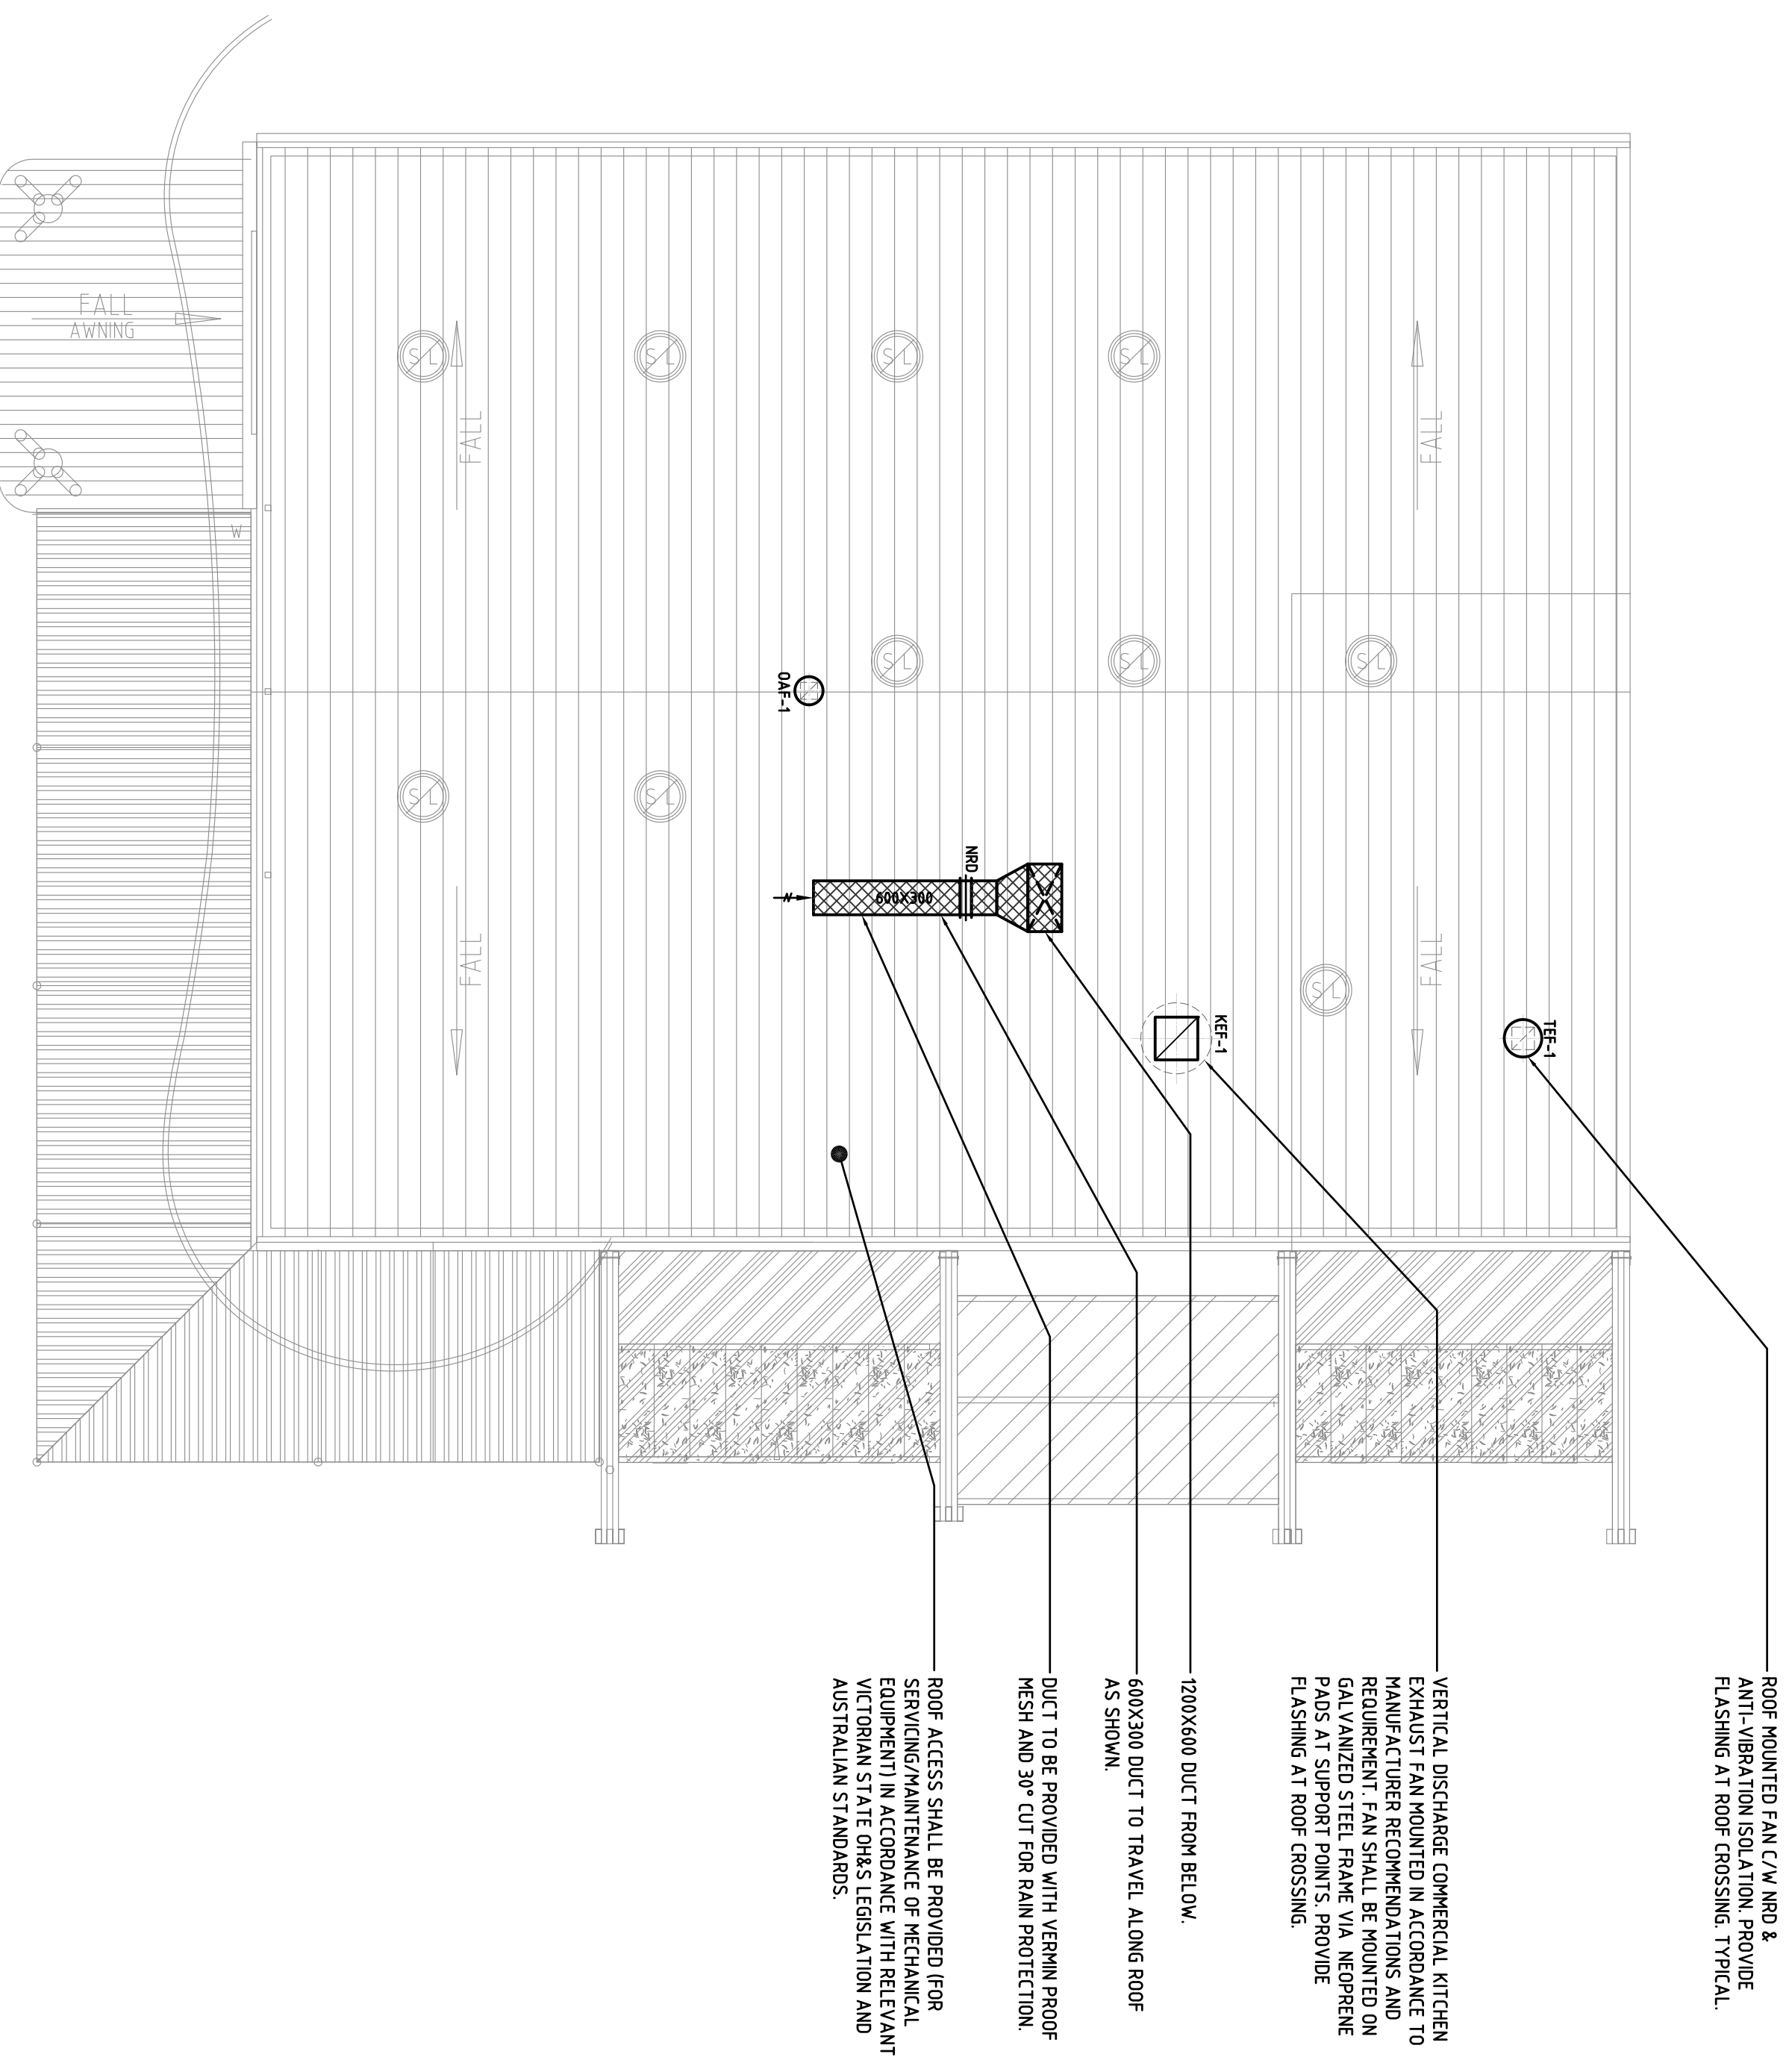 ROOF MOUNTED FAN C/W NRD &
ANTI-VIBRATION ISOLATION. PROVIDE
FLASHING AT ROOF CROSSING. TYPICAL.
VERTICAL DISCHARGE COMMERCIAL KITCHEN
EXHAUST FAN MOUNTED IN ACCORDANCE TO
MANUFACTURER RECOMMENDATIONS AND
REQUIREMENT. FAN SHALL BE MOUNTED ON
GALVANIZED STEEL FRAME VIA NEOPRENE
PADS AT SUPPORT POINTS. PROVIDE
FLASHING AT ROOF CROSSING.
1200X600 DUCT FROM BELOW.
600X300 DUCT TO TRAVEL ALONG ROOF
AS SHOWN.
DUCT TO BE PROVIDED WITH VERMIN PROOF
MESH AND 30° CUT FOR RAIN PROTECTION.
ROOF ACCESS SHALL BE PROVIDED (FOR
SERVICING/MAINTENANCE OF MECHANICAL
EQUIPMENT) IN ACCORDANCE WITH RELEVANT
VICTORIAN STATE OH&S LEGISLATION AND
AUSTRALIAN STANDARDS.
TEF-1
KEF-1
NRD
600X300
OAF-1
FALL
FALL
FALL
FALL
FALL
AWNING
W
S/L
S/L
S/L
S/L
S/L
S/L
S/L
S/L
S/L
S/L